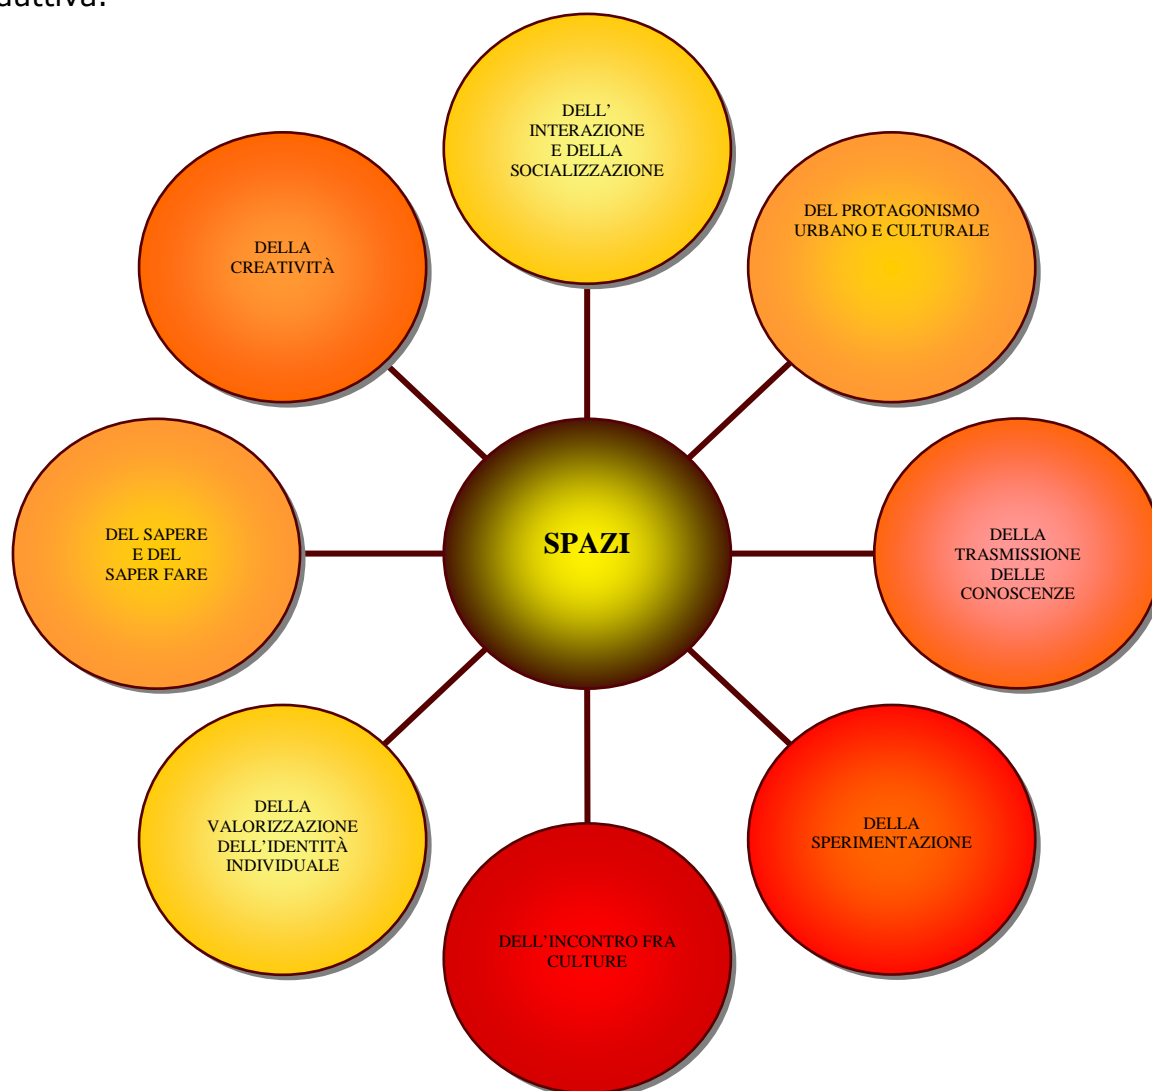 DELL’
INTERAZIONE
E DELLA
SOCIALIZZAZIONE
DEL PROTAGONISMO
URBANO E CULTURALE
DELLA
CREATIVITÀ
DEL SAPERE
E DEL
SAPER FARE
SPAZI
DELLA
TRASMISSIONE
DELLE
CONOSCENZE
DELLA
VALORIZZAZIONE
DELL’IDENTITÀ
INDIVIDUALE
DELLA
SPERIMENTAZIONE
DELL’INCONTRO FRA
CULTURE